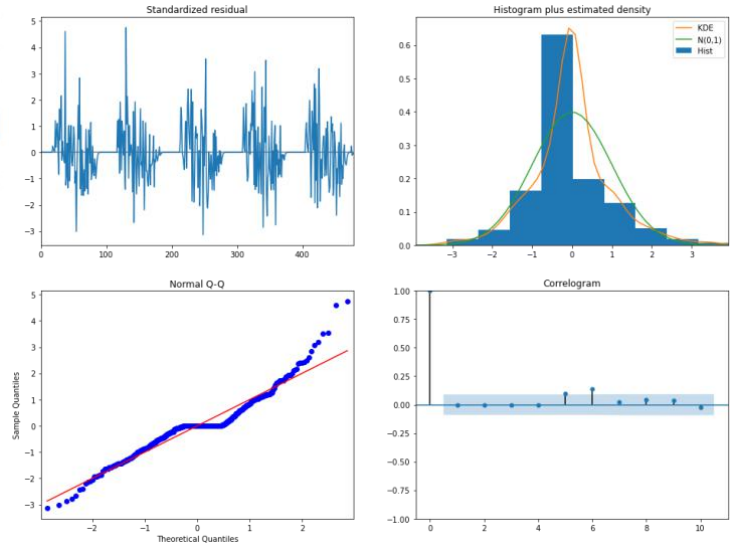 Standardized residual
5
4
3
2
1
0
−1
−2
−3
0 100 200 300 400
Histogram plus estimated density
KDE
N(0,1)
Hist
0.6
0.5
0.4
0.3
0.2
0.1
0.0
−3 −2 −1 0 1 2 3
Normal Q-Q
5
4
3
2
1
0
−1
−2
−3
Sample Quantiles
−2 −1 0 1 2
Theoretical Quantiles
Correlogram
1.00
0.75
0.50
0.25
0.00
−0.25
−0.50
−0.75
−1.00
0 2 4 6 8 10